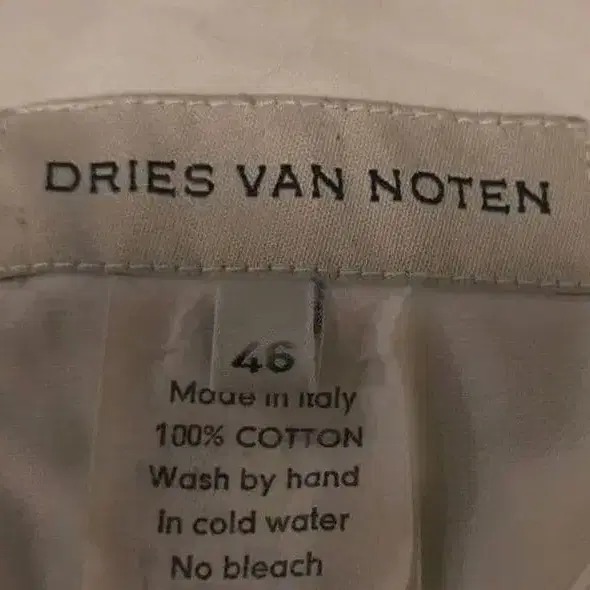 DRIES VAN NOTEN
46
Made in Italy
100% COTTON
Wash by hand
In cold water
No bleach